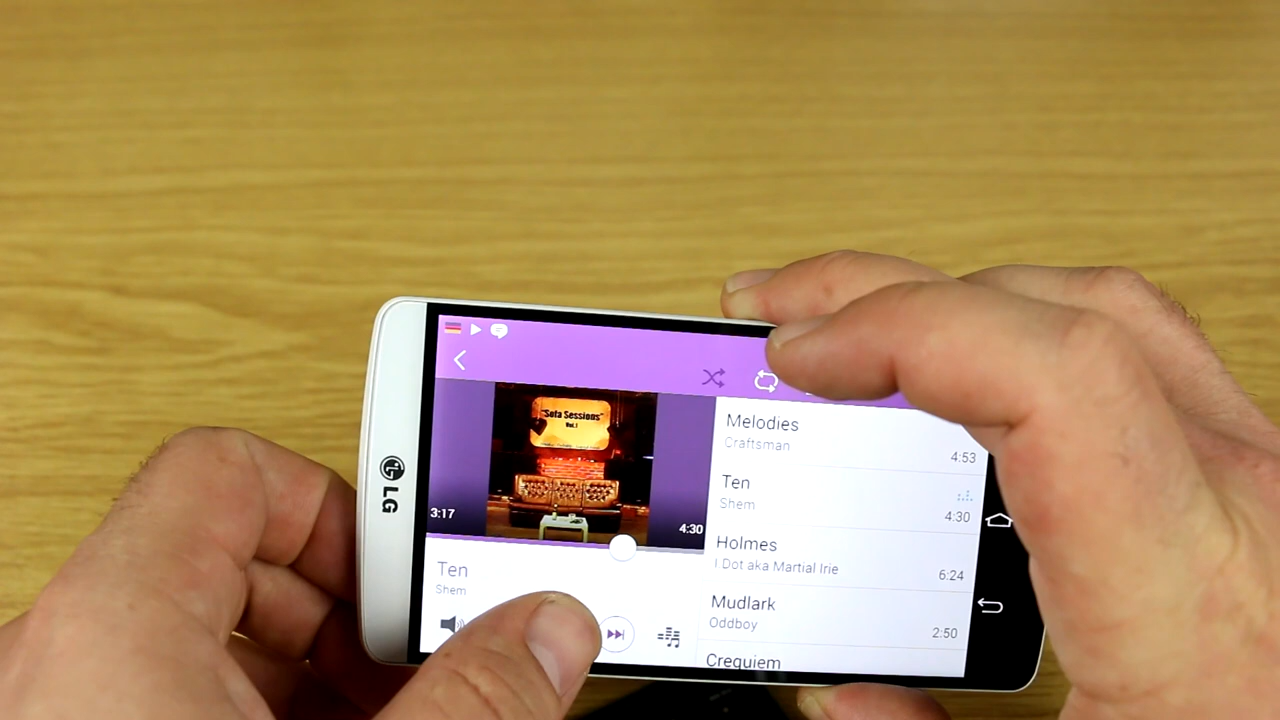 "Sofa Sessions"
Vol.1
3:17
4:30
Ten
Shem
Melodies
Craftsman
4:53
Ten
Shem
4:30
Holmes
I Dot aka Martial Irie
6:24
Mudlark
Oddboy
2:50
Crequiem
LG